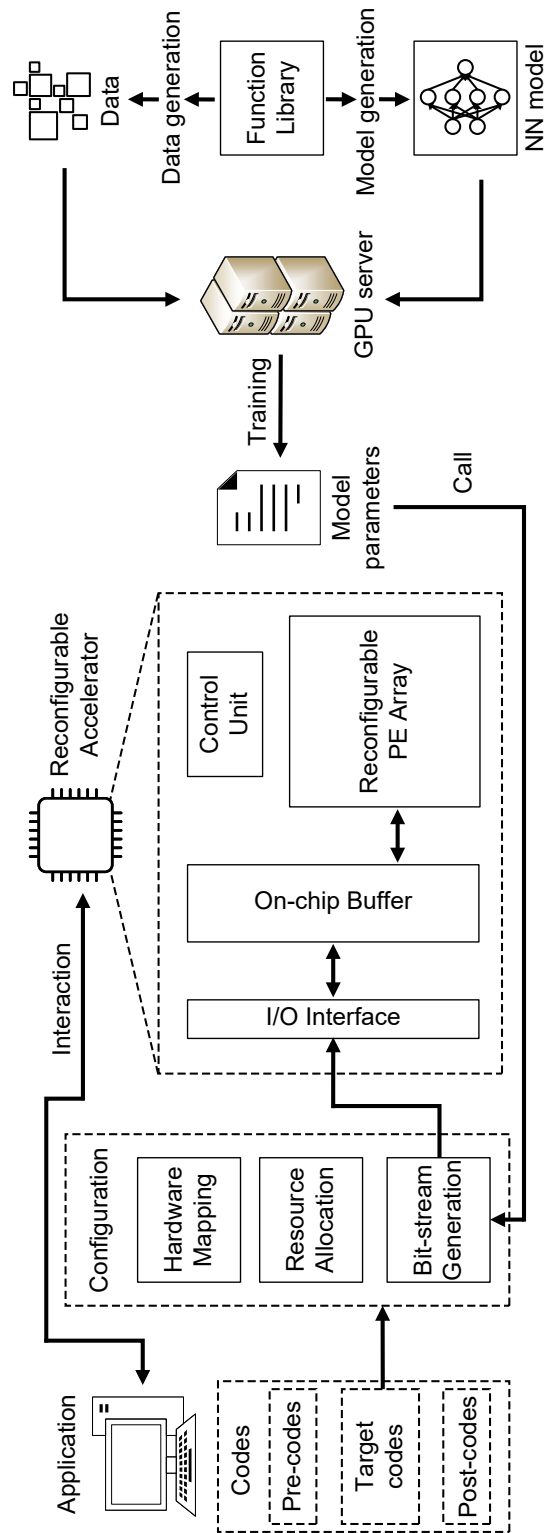 Application
Codes
Pre-codes
Target
codes
Post-codes
Configuration
Hardware
Mapping
Resource
Allocation
Bit-stream
Generation
Interaction
Reconfigurable
Accelerator
I/O Interface
On-chip Buffer
Control
Unit
Reconfigurable
PE Array
Model
parameters
Call
Training
GPU server
Data
Data generation
Function
Library
Model generation
NN model